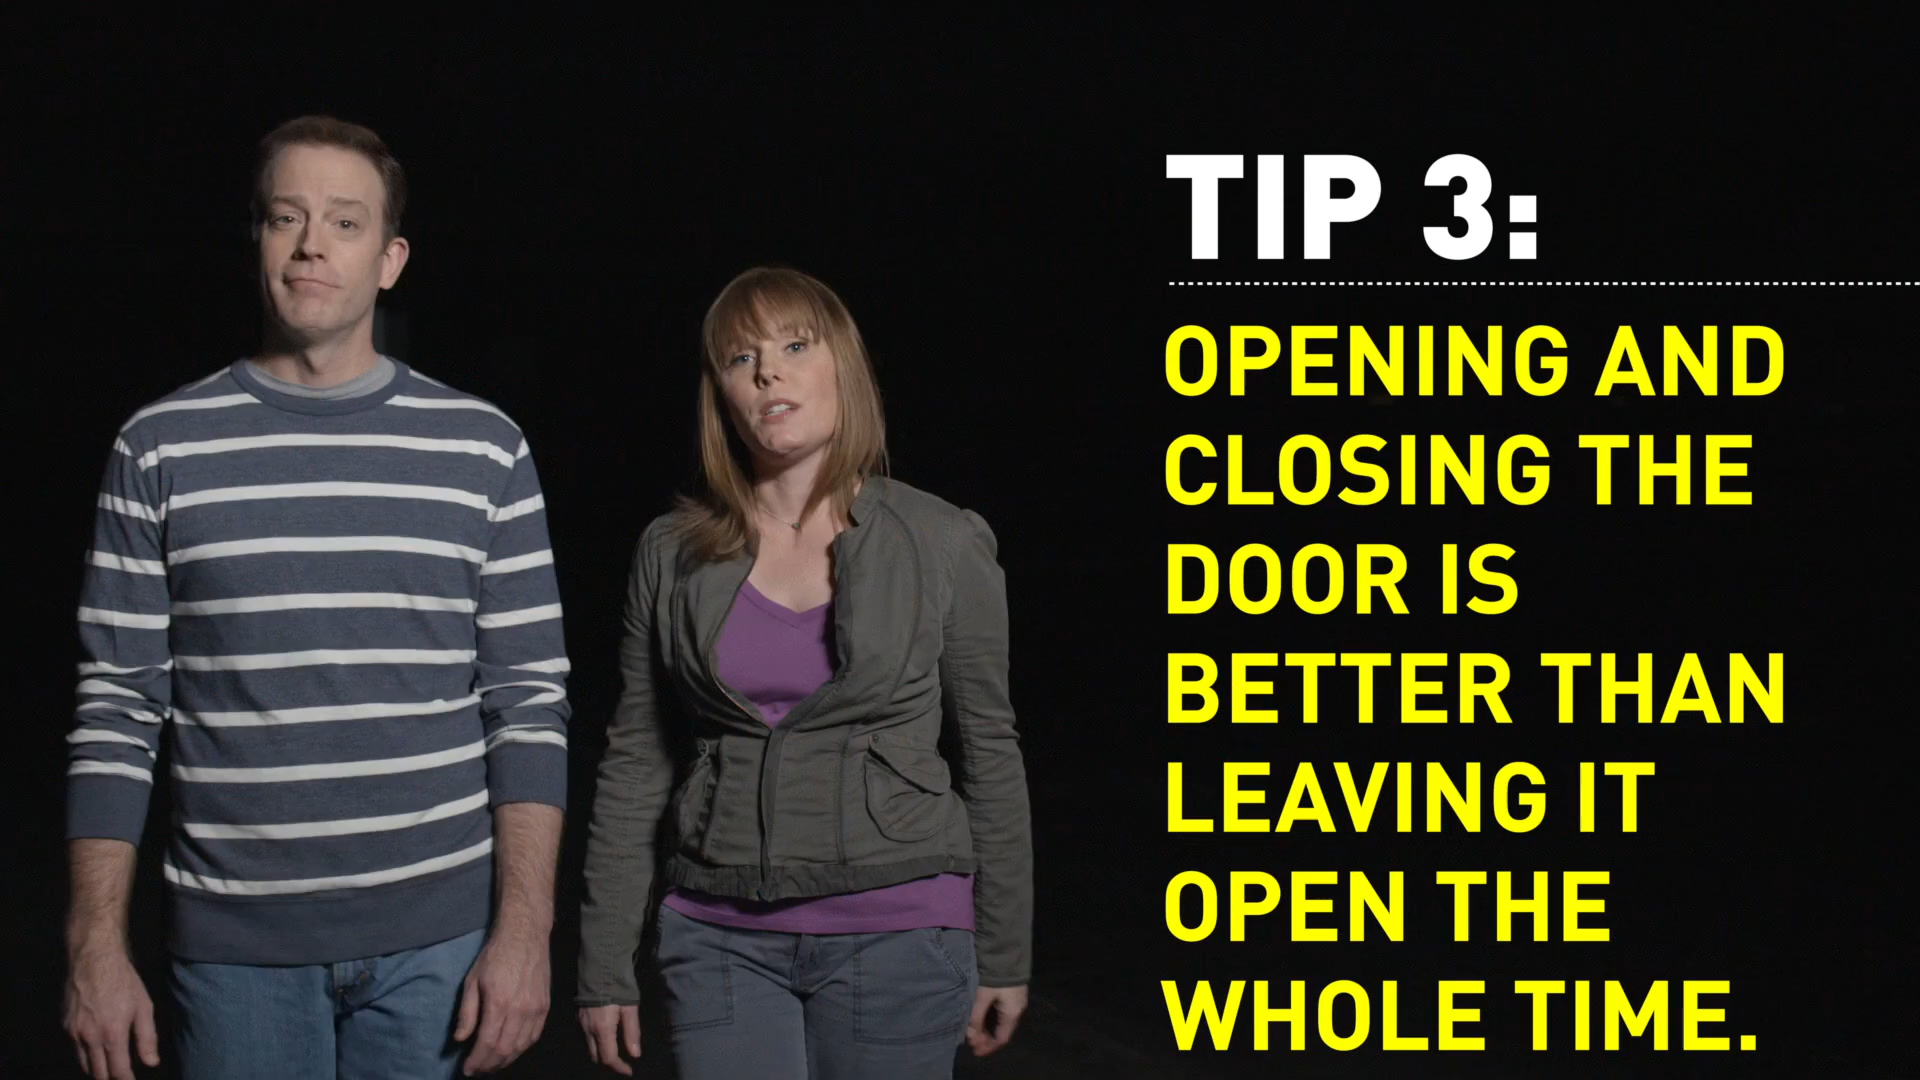 TIP 3:
OPENING AND
CLOSING THE
DOOR IS
BETTER THAN
LEAVING IT
OPEN THE
WHOLE TIME.